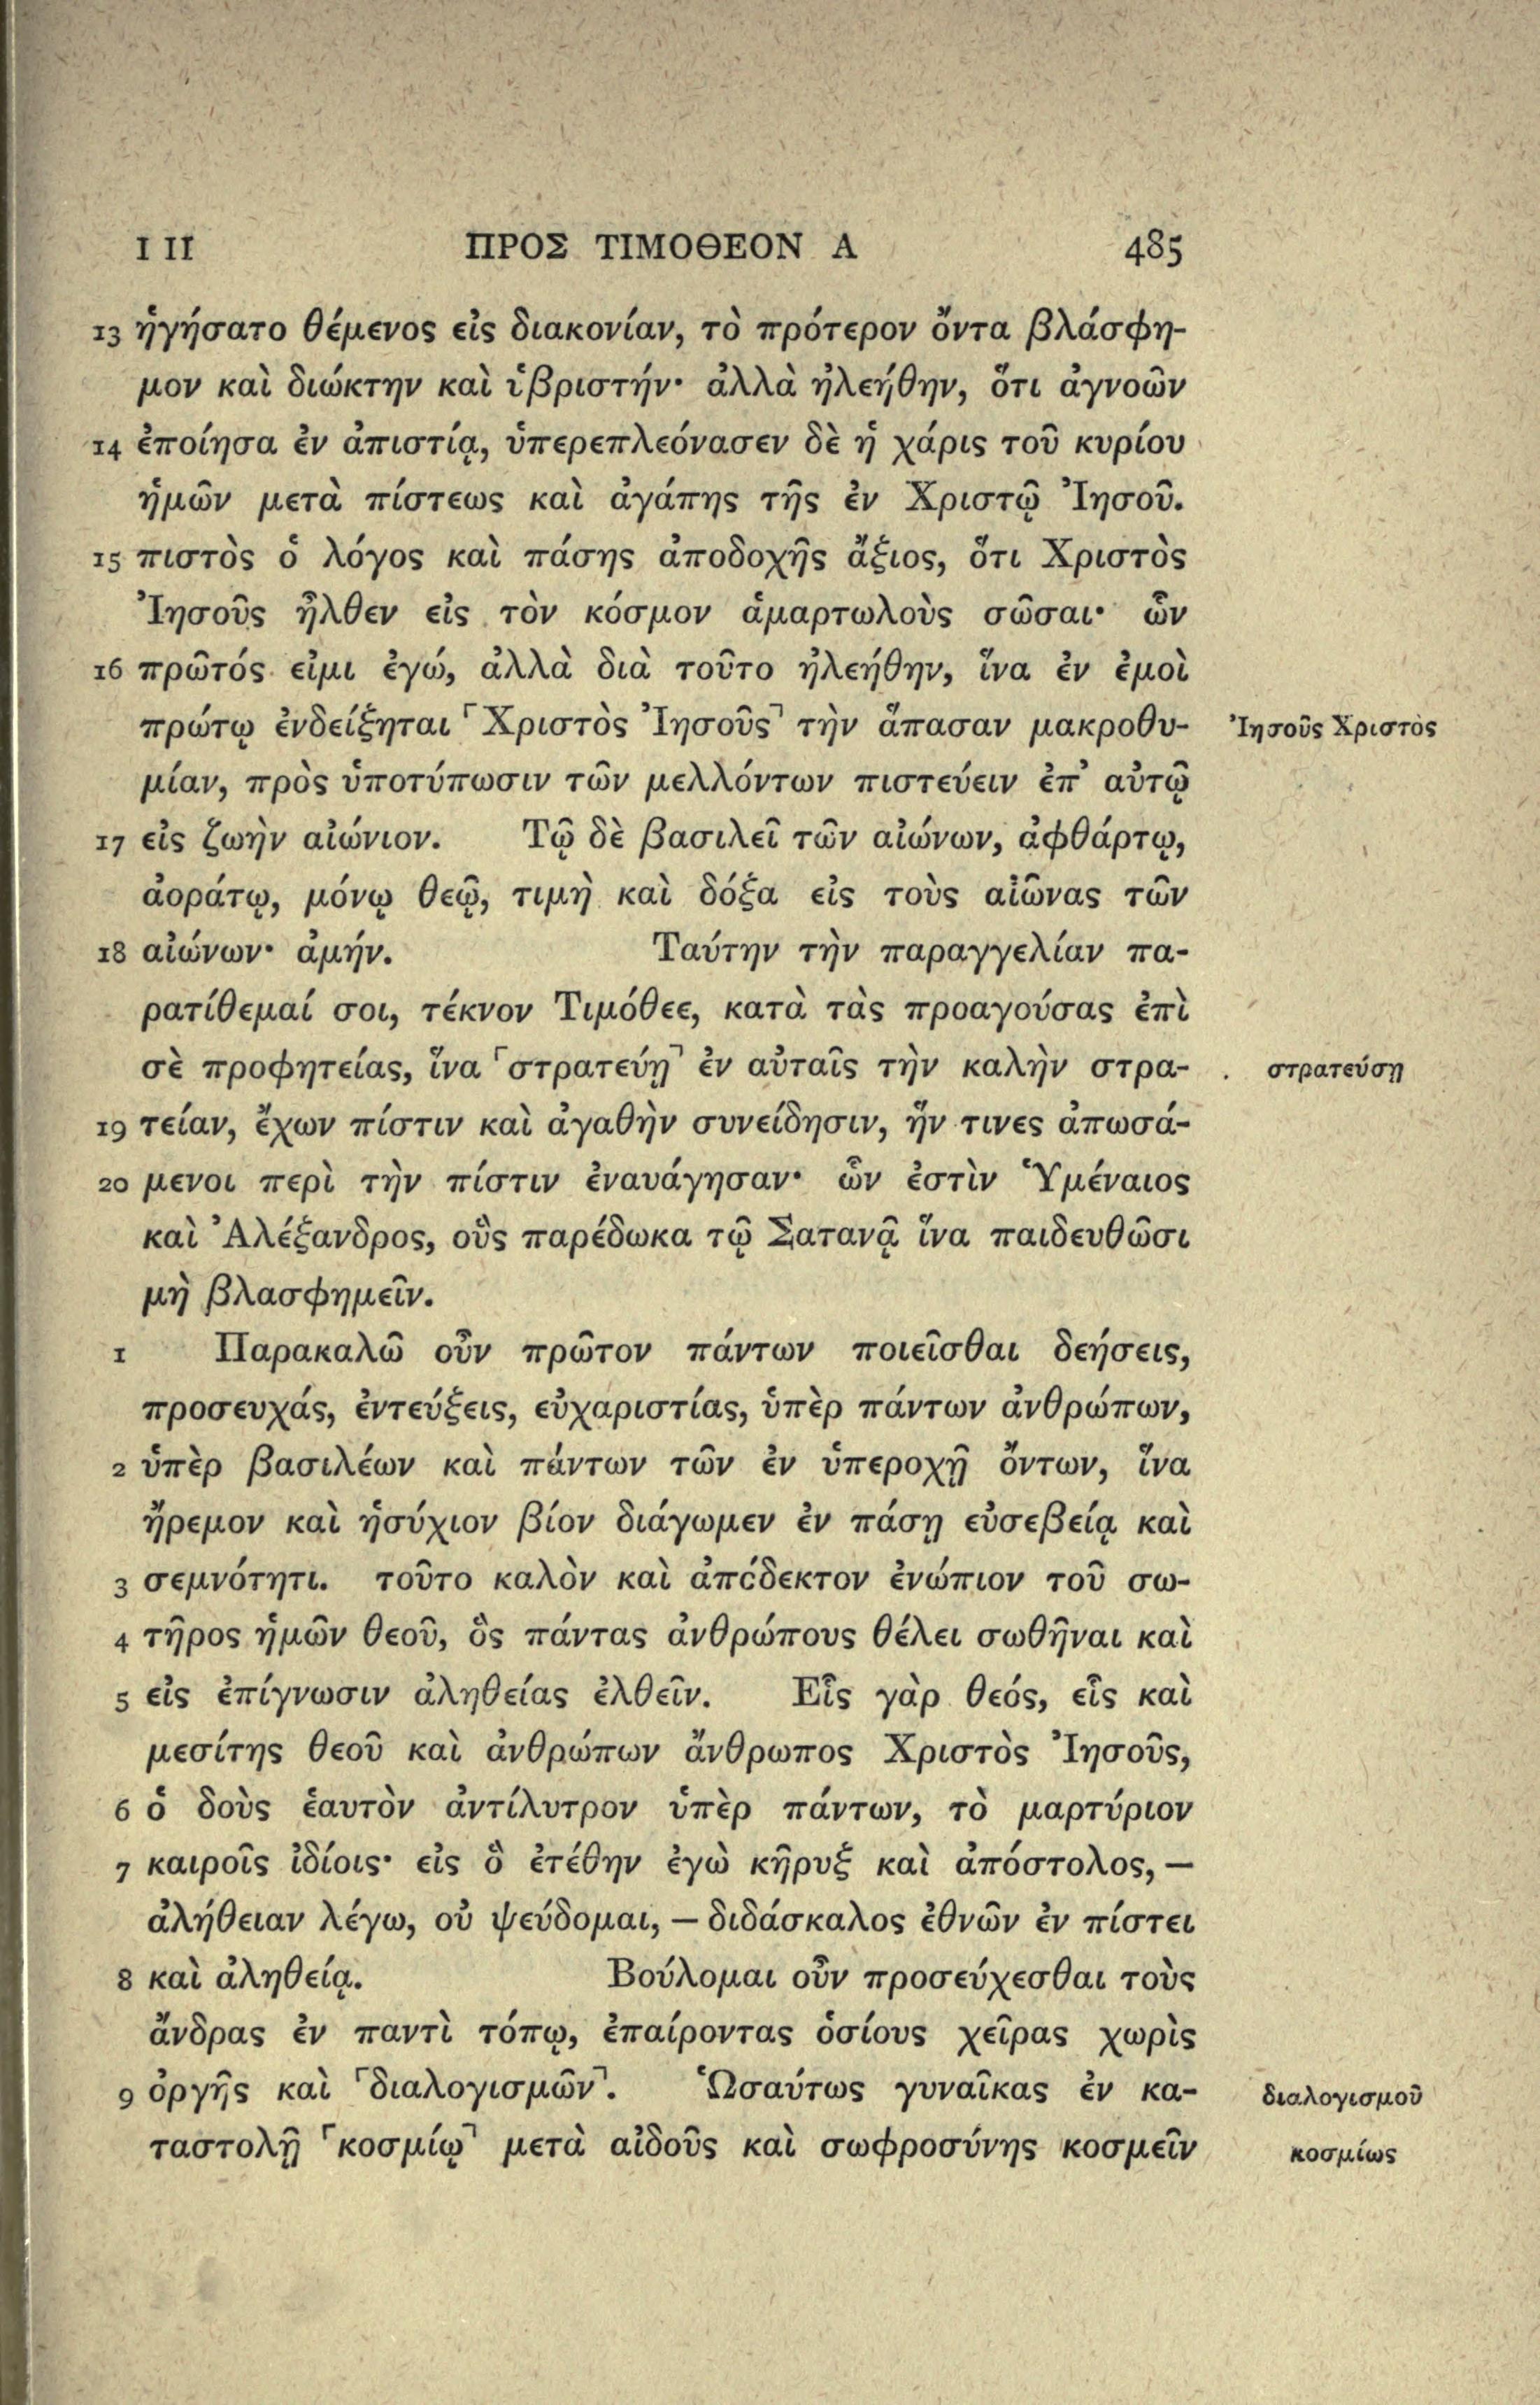 I II ΠΡΟΣ ΤΙΜΟΘΕΟΝ Α 485
13 ἡγήσατο θέμενος εἰς διακονίαν, τὸ πρότερον ὄντα βλάσφη-
μον καὶ διώκτην καὶ ὑβριστήν· ἀλλὰ ἠλεήθην, ὅτι ἀγνοῶν
14 ἐποίησα ἐν ἀπιστίᾳ, ὑπερεπλεόνασεν δὲ ἡ χάρις τοῦ κυρίου
ἡμῶν μετὰ πίστεως καὶ ἀγάπης τῆς ἐν Χριστῷ Ἰησοῦ.
15 πιστὸς ὁ λόγος καὶ πάσης ἀποδοχῆς ἄξιος, ὅτι Χριστὸς
Ἰησοῦς ἦλθεν εἰς τὸν κόσμον ἁμαρτωλοὺς σῶσαι· ὧν
16 πρῶτός εἰμι ἐγώ, ἀλλὰ διὰ τοῦτο ἠλεήθην, ἵνα ἐν ἐμοὶ
πρώτῳ ἐνδείξηται ⸀Χριστὸς Ἰησοῦς⸣ τὴν ἅπασαν μακροθυ- Ἰησοῦς Χριστὸς
μίαν, πρὸς ὑποτύπωσιν τῶν μελλόντων πιστεύειν ἐπ᾽ αὐτῷ
17 εἰς ζωὴν αἰώνιον. Τῷ δὲ βασιλεῖ τῶν αἰώνων, ἀφθάρτῳ,
ἀοράτῳ, μόνῳ θεῷ, τιμὴ καὶ δόξα εἰς τοὺς αἰῶνας τῶν
18 αἰώνων· ἀμήν. Ταύτην τὴν παραγγελίαν πα-
ρατίθεμαί σοι, τέκνον Τιμόθεε, κατὰ τὰς προαγούσας ἐπὶ
σὲ προφητείας, ἵνα ⸀στρατεύῃ⸣ ἐν αὐταῖς τὴν καλὴν στρα- στρατεύσῃ
19 τείαν, ἔχων πίστιν καὶ ἀγαθὴν συνείδησιν, ἥν τινες ἀπωσά-
20 μενοι περὶ τὴν πίστιν ἐναυάγησαν· ὧν ἐστὶν Ὑμέναιος
καὶ Ἀλέξανδρος, οὓς παρέδωκα τῷ Σατανᾷ ἵνα παιδευθῶσι
μὴ βλασφημεῖν.
1 Παρακαλῶ οὖν πρῶτον πάντων ποιεῖσθαι δεήσεις,
προσευχάς, ἐντεύξεις, εὐχαριστίας, ὑπὲρ πάντων ἀνθρώπων,
2 ὑπὲρ βασιλέων καὶ πάντων τῶν ἐν ὑπεροχῇ ὄντων, ἵνα
ἤρεμον καὶ ἡσύχιον βίον διάγωμεν ἐν πάσῃ εὐσεβείᾳ καὶ
3 σεμνότητι. τοῦτο καλὸν καὶ ἀπόδεκτον ἐνώπιον τοῦ σω-
4 τῆρος ἡμῶν θεοῦ, ὃς πάντας ἀνθρώπους θέλει σωθῆναι καὶ
5 εἰς ἐπίγνωσιν ἀληθείας ἐλθεῖν. Εἷς γὰρ θεός, εἷς καὶ
μεσίτης θεοῦ καὶ ἀνθρώπων ἄνθρωπος Χριστὸς Ἰησοῦς,
6 ὁ δοὺς ἑαυτὸν ἀντίλυτρον ὑπὲρ πάντων, τὸ μαρτύριον
7 καιροῖς ἰδίοις· εἰς ὃ ἐτέθην ἐγὼ κῆρυξ καὶ ἀπόστολος, —
ἀλήθειαν λέγω, οὐ ψεύδομαι, — διδάσκαλος ἐθνῶν ἐν πίστει
8 καὶ ἀληθείᾳ. Βούλομαι οὖν προσεύχεσθαι τοὺς
ἄνδρας ἐν παντὶ τόπῳ, ἐπαίροντας ὁσίους χεῖρας χωρὶς
9 ὀργῆς καὶ ⸀διαλογισμῶν⸣. Ὡσαύτως γυναῖκας ἐν κα- διαλογισμοῦ
ταστολῇ ⸀κοσμίῳ⸣ μετὰ αἰδοῦς καὶ σωφροσύνης κοσμεῖν κοσμίως